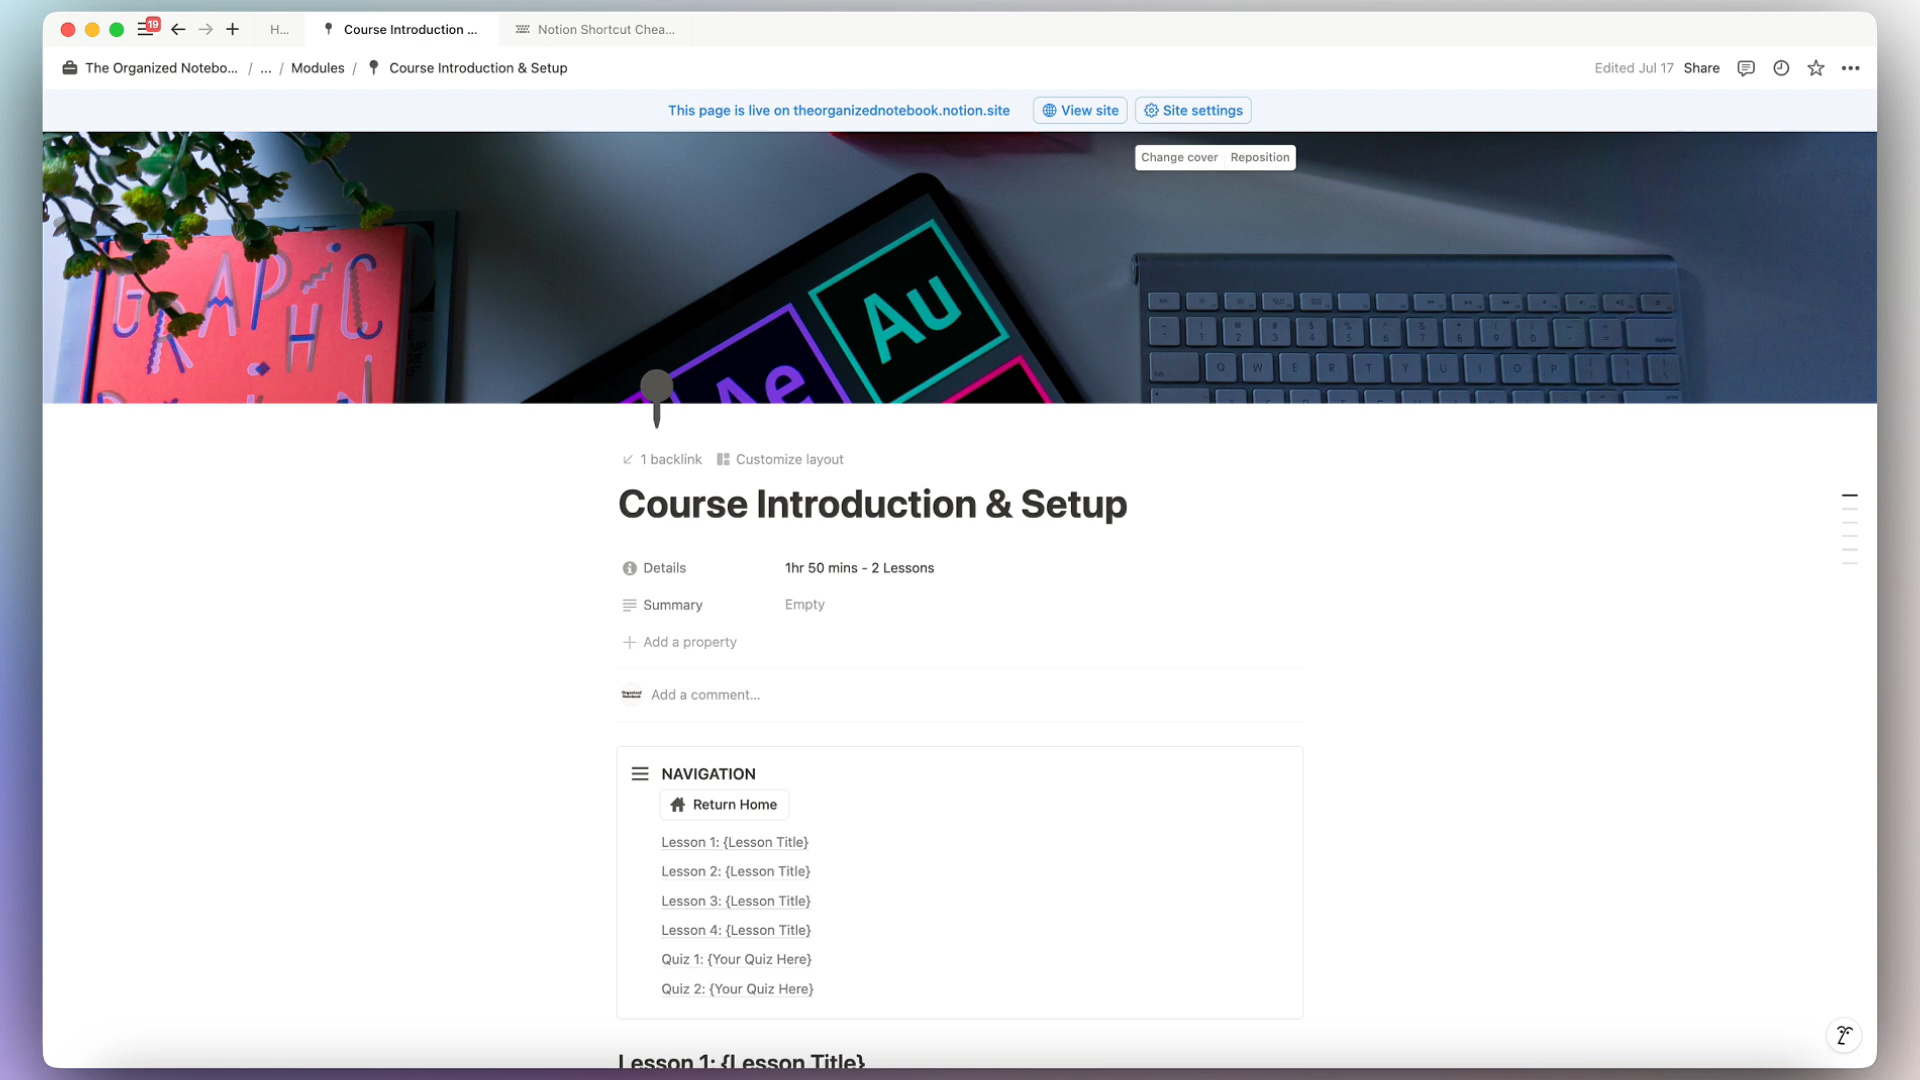 19
H...
Course Introduction ...
Notion Shortcut Chea...
The Organized Notebo... / ... / Modules / Course Introduction & Setup
Edited Jul 17
Share
This page is live on theorganizednotebook.notion.site
View site
Site settings
Change cover
Reposition
GRAPHIC
Au
Ae
Q W E R T Y U I O P
1 backlink
Customize layout
Course Introduction & Setup
Details
1hr 50 mins - 2 Lessons
Summary
Empty
Add a property
Organized Notebook
Add a comment...
NAVIGATION
Return Home
Lesson 1: {Lesson Title}
Lesson 2: {Lesson Title}
Lesson 3: {Lesson Title}
Lesson 4: {Lesson Title}
Quiz 1: {Your Quiz Here}
Quiz 2: {Your Quiz Here}
Lesson 1: {Lesson Title}